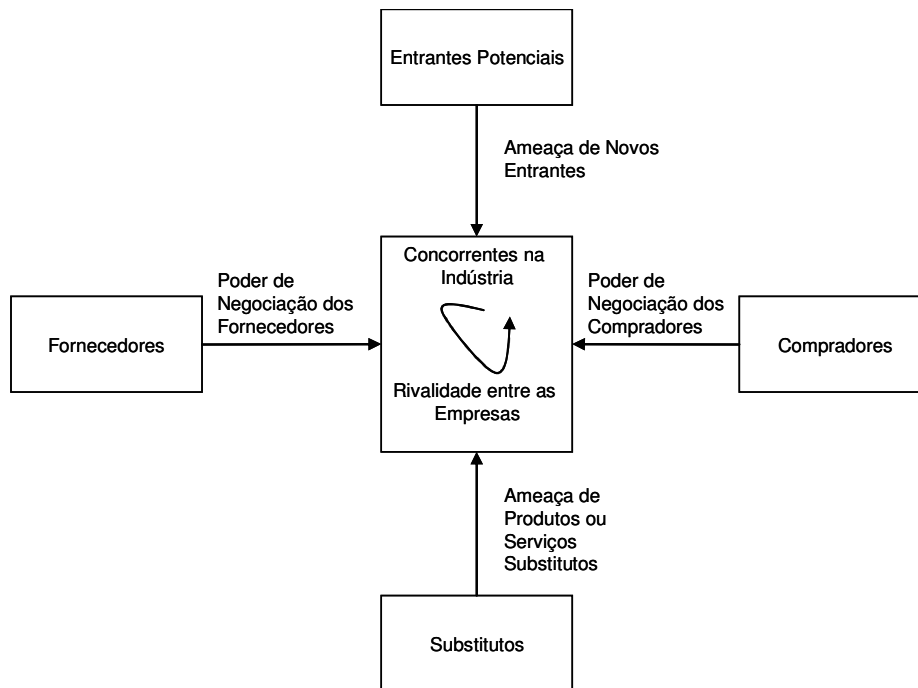 Entrantes Potenciais
Ameaça de Novos
Entrantes
Concorrentes na
Indústria
Poder de
Negociação dos
Fornecedores
Poder de
Negociação dos
Compradores
Fornecedores
Compradores
Rivalidade entre as
Empresas
Ameaça de
Produtos ou
Serviços
Substitutos
Substitutos